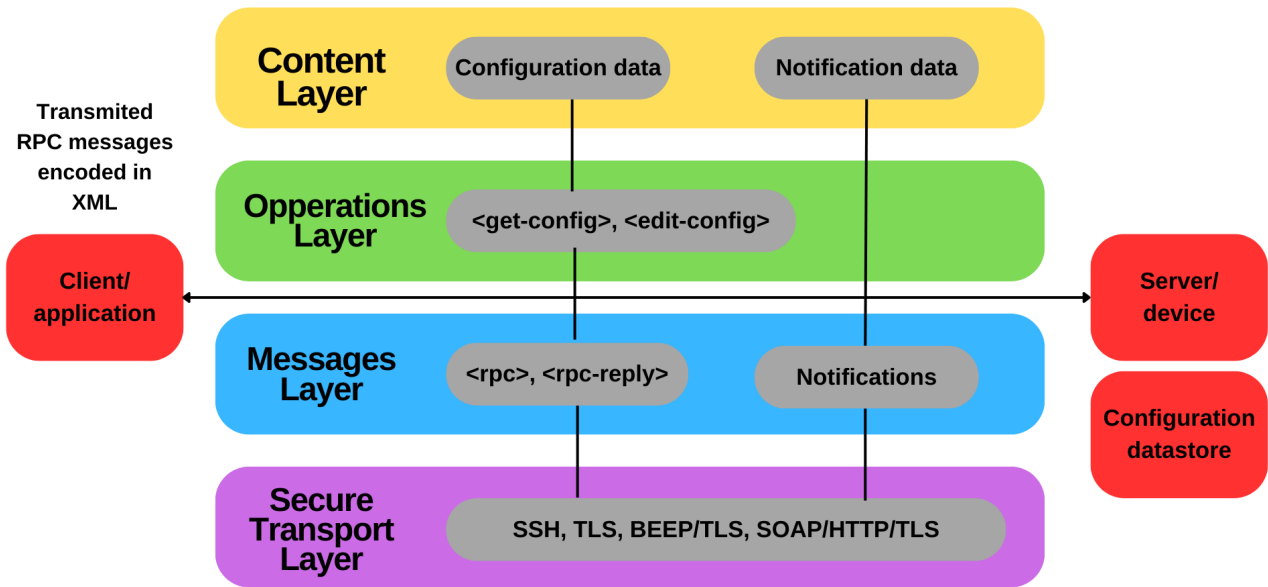 Content
Layer
Configuration data
Notification data
Transmited
RPC messages
encoded in
XML
Opperations
Layer
<get-config>, <edit-config>
Client/
application
Server/
device
Messages
Layer
<rpc>, <rpc-reply>
Notifications
Configuration
datastore
Secure
Transport
Layer
SSH, TLS, BEEP/TLS, SOAP/HTTP/TLS